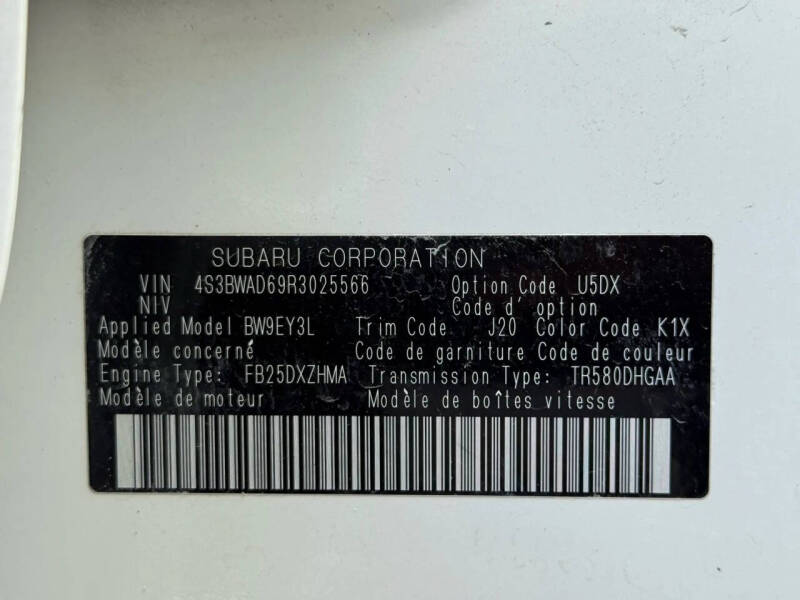 SUBARU CORPORATION
VIN 4S3BWAD69R3025566 Option Code U5DX
NIV Code d' option
Applied Model BW9EY3L Trim Code J20 Color Code K1X
Modèle concerné Code de garniture Code de couleur
Engine Type: FB25DXZHMA Transmission Type: TR580DHGAA
Modèle de moteur Modèle de boîtes vitesse